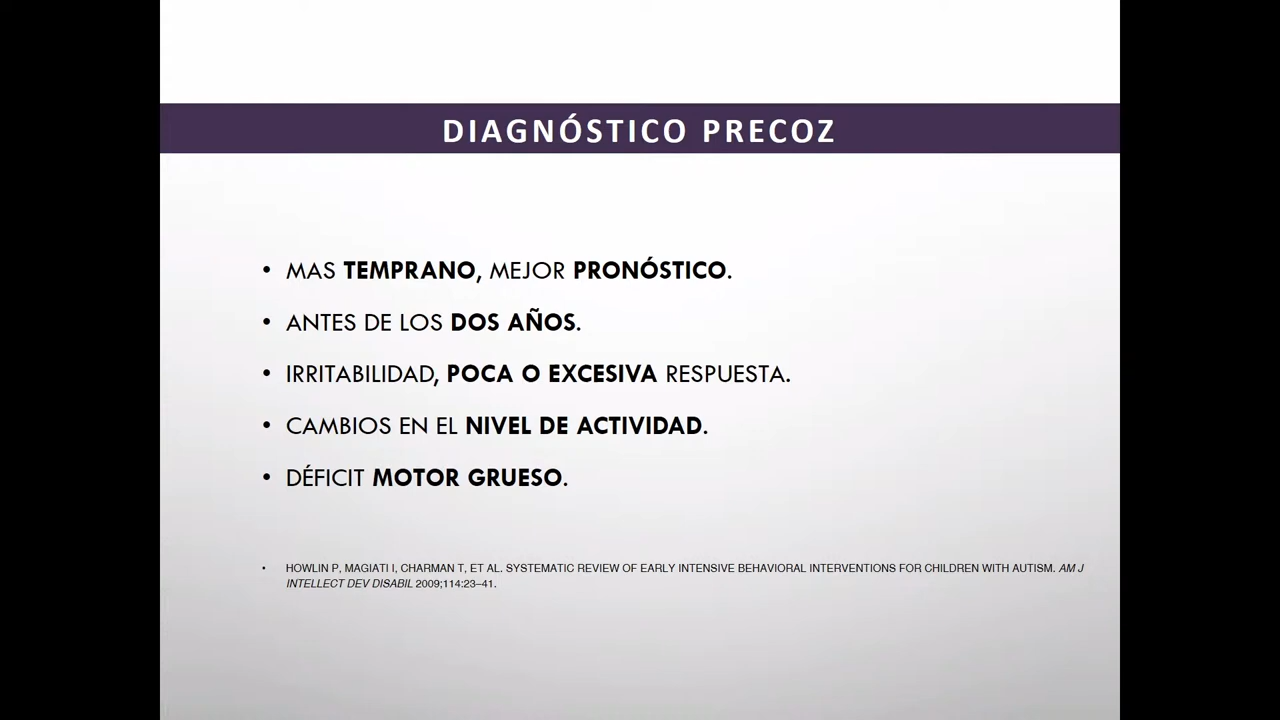 DIAGNÓSTICO PRECOZ
• MAS TEMPRANO, MEJOR PRONÓSTICO.
• ANTES DE LOS DOS AÑOS.
• IRRITABILIDAD, POCA O EXCESIVA RESPUESTA.
• CAMBIOS EN EL NIVEL DE ACTIVIDAD.
• DÉFICIT MOTOR GRUESO.
• HOWLIN P, MAGIATI I, CHARMAN T, ET AL. SYSTEMATIC REVIEW OF EARLY INTENSIVE BEHAVIORAL INTERVENTIONS FOR CHILDREN WITH AUTISM. AM J
INTELLECT DEV DISABIL 2009;114:23–41.